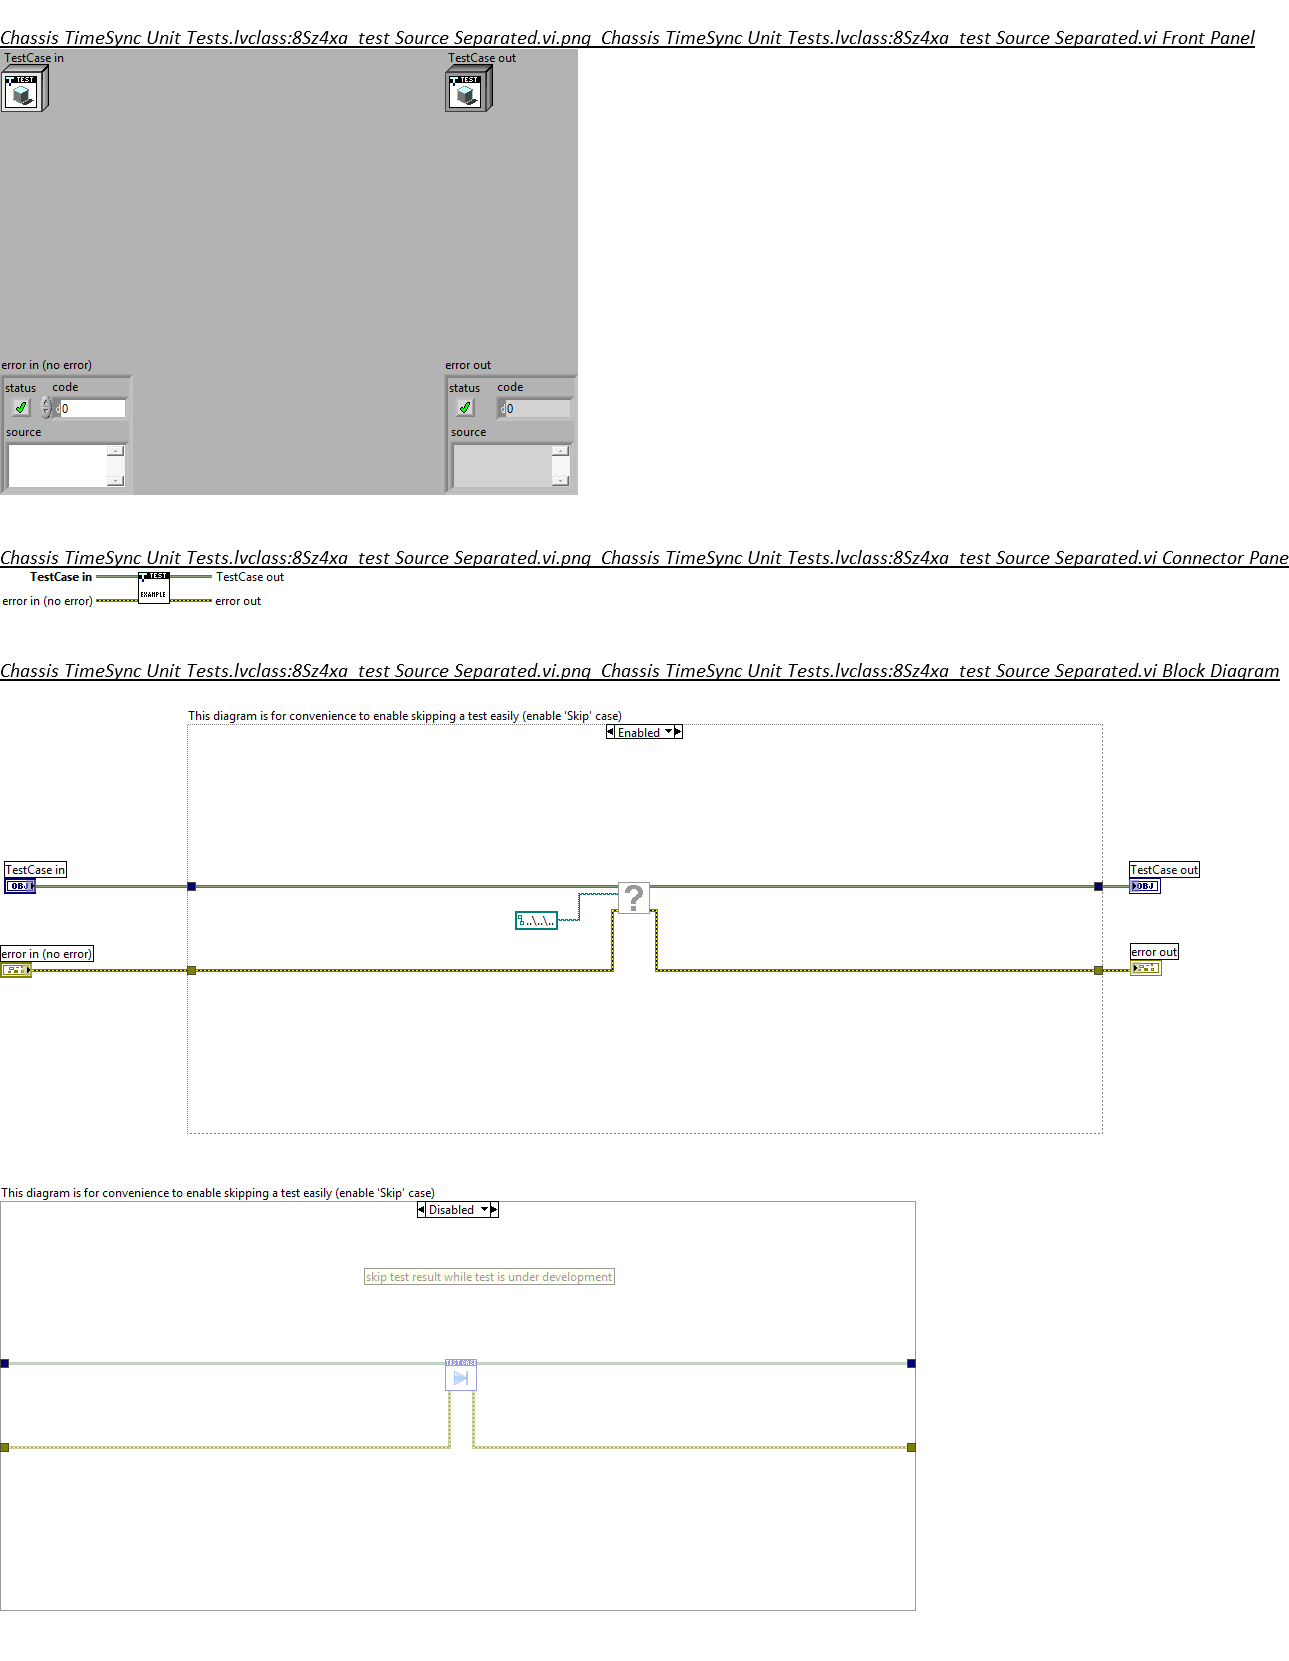 Chassis TimeSync Unit Tests.lvclass:8Sz4xa_test Source Separated.vi.png_Chassis TimeSync Unit Tests.lvclass:8Sz4xa_test Source Separated.vi Front Panel
TestCase in TestCase out
TEST TEST
error in (no error) error out
status code status code
d 0 d 0
source source
Chassis TimeSync Unit Tests.lvclass:8Sz4xa_test Source Separated.vi.png_Chassis TimeSync Unit Tests.lvclass:8Sz4xa_test Source Separated.vi Connector Pane
TestCase in TEST TestCase out
error in (no error) EXAMPLE error out
Chassis TimeSync Unit Tests.lvclass:8Sz4xa_test Source Separated.vi.png_Chassis TimeSync Unit Tests.lvclass:8Sz4xa_test Source Separated.vi Block Diagram
This diagram is for convenience to enable skipping a test easily (enable 'Skip' case)
Enabled
TestCase in TestCase out
OBJ ? OBJ
..\..\..
error in (no error) error out
This diagram is for convenience to enable skipping a test easily (enable 'Skip' case)
Disabled
skip test result while test is under development
TEST CASE